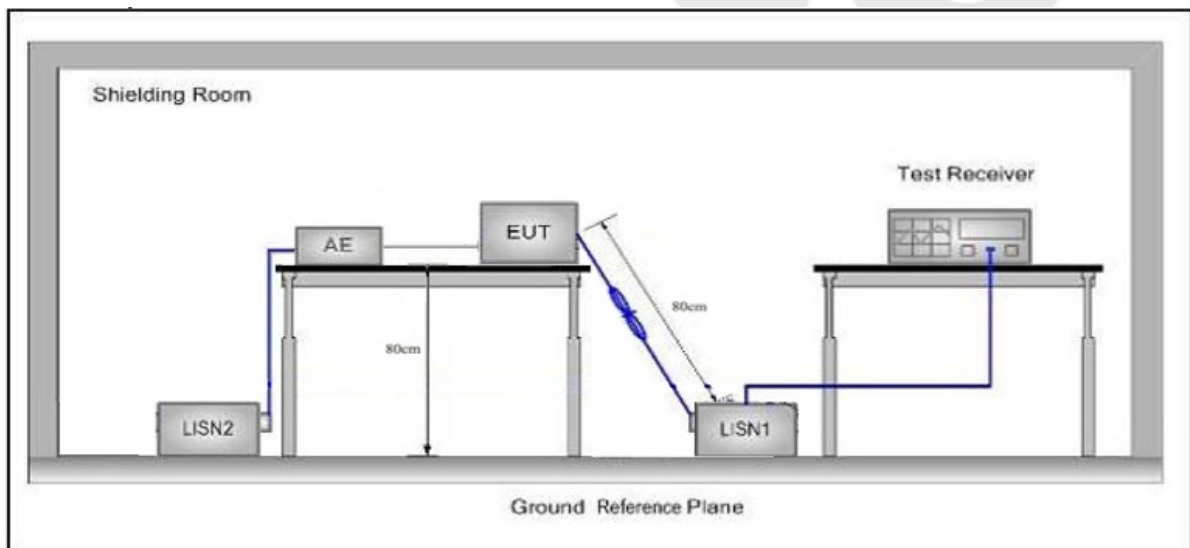 Shielding Room
Test Receiver
EUT
AE
80cm
80cm
LISN2
LISN1
Ground Reference Plane